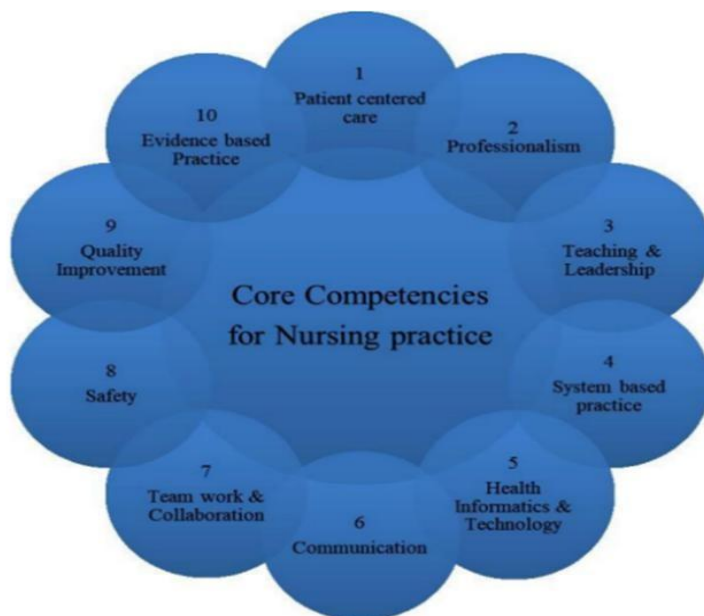 1
Patient centered
care
2
Professionalism
3
Teaching &
Leadership
4
System based
practice
5
Health
Informatics &
Technology
6
Communication
7
Team work &
Collaboration
8
Safety
9
Quality
Improvement
10
Evidence based
Practice
Core Competencies
for Nursing practice